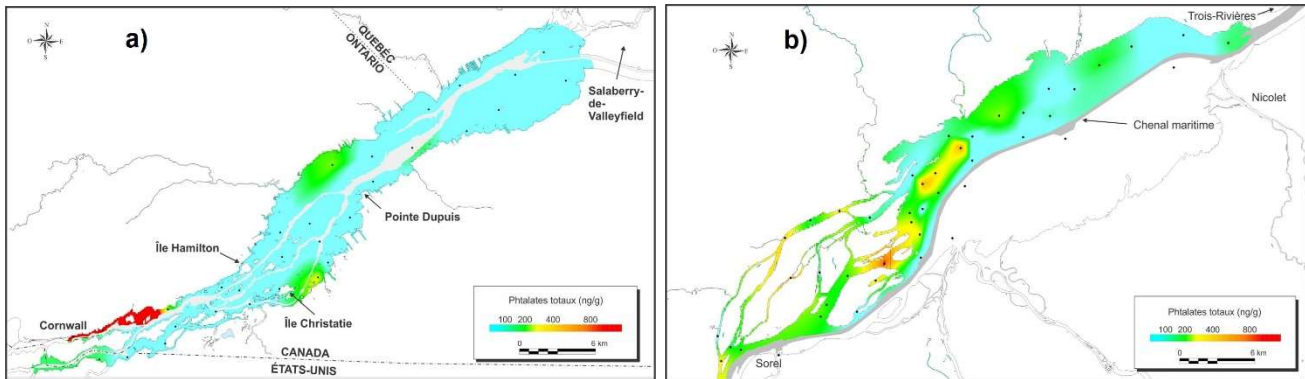 a)
N
O
E
S
QUÉBEC
ONTARIO
Salaberry-
de-
Valleyfield
Pointe Dupuis
Île Hamilton
Île Christatie
Cornwall
CANADA
ÉTATS-UNIS
Phtalates totaux (ng/g)
100 200 400 800
0 6 km
b)
N
O
E
S
Trois-Rivières
Nicolet
Chenal maritime
Sorel
Phtalates totaux (ng/g)
100 200 400 800
0 6 km